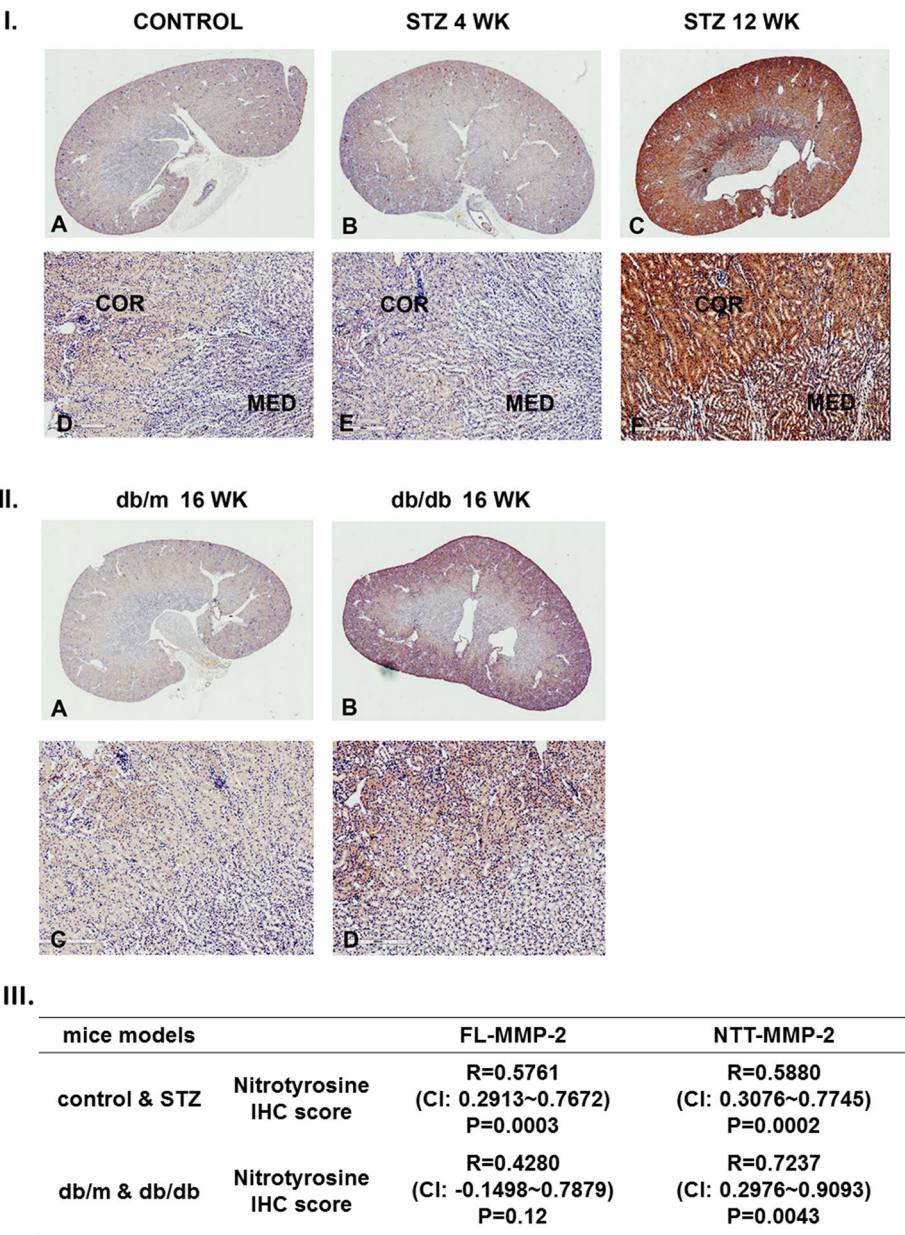 I.
CONTROL STZ 4 WK STZ 12 WK
A B C
COR COR COR
MED MED MED
D E F
II.
db/m 16 WK db/db 16 WK
A B
C D
III.
mice models FL-MMP-2 NTT-MMP-2
control & STZ Nitrotyrosine IHC score R=0.5761 (CI: 0.2913~0.7672) P=0.0003 R=0.5880 (CI: 0.3076~0.7745) P=0.0002
db/m & db/db Nitrotyrosine IHC score R=0.4280 (CI: -0.1498~0.7879) P=0.12 R=0.7237 (CI: 0.2976~0.9093) P=0.0043